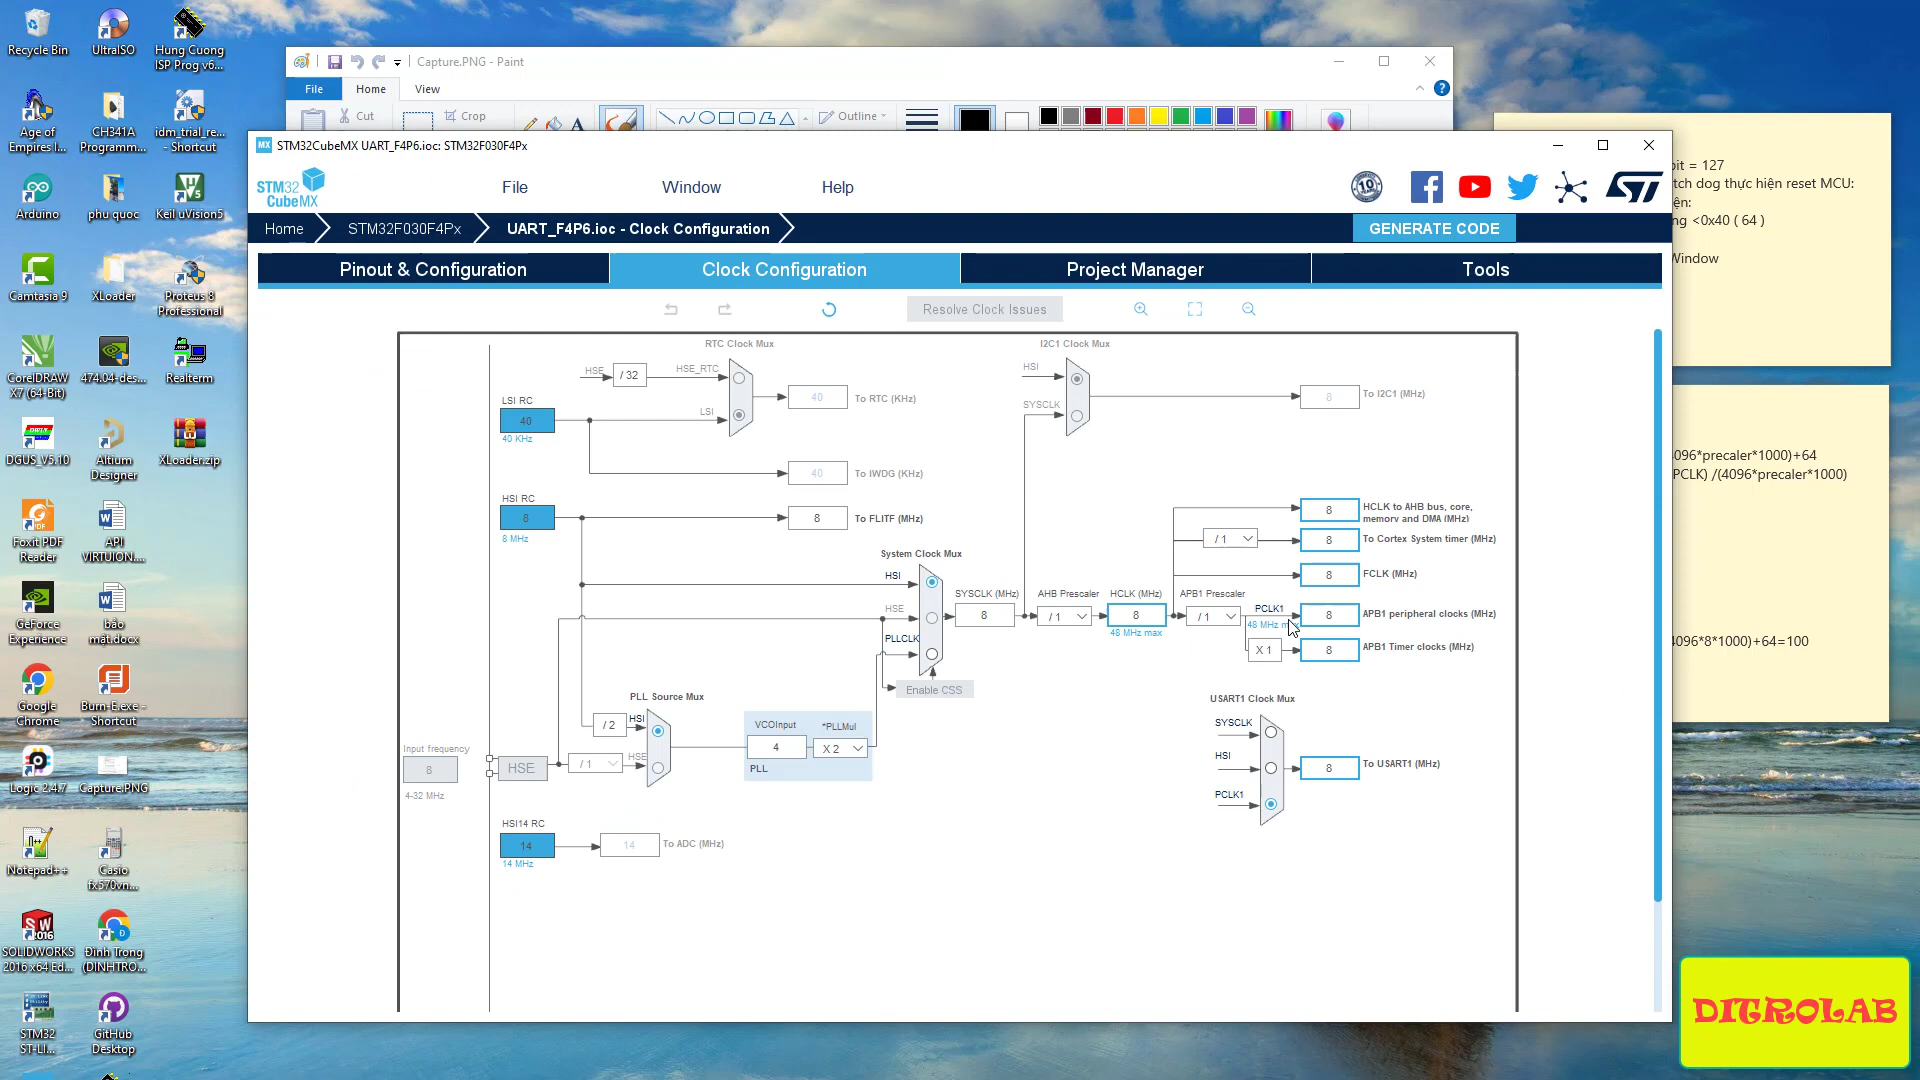 Recycle Bin
UltraISO
Hung Cuong
ISP Prog v6...
Age of
Empires I...
CH341A
Programm...
idm_trial_re...
- Shortcut
Arduino
phu quoc
Keil uVision5
Camtasia 9
XLoader
Proteus 8
Professional
CorelDRAW
X7 (64-Bit)
474.04-des...
Realterm
DGUS_V5.10
Altium
Designer
XLoader.zip
Foxit PDF
Reader
API
VIRTUION....
GeForce
Experience
bảo
mật.docx
Google
Chrome
Burn-E.exe -
Shortcut
Logic 2.4.7
Capture.PNG
Notepad++
Casio
fx570vn...
SOLIDWORKS
2016 x64 Ed...
Đinh Trong
(DINHTRO...
STM32
ST-LI...
GitHub
Desktop
Capture.PNG - Paint
File
Home
View
Cut
Crop
Outline
MX
STM32CubeMX UART_F4P6.ioc: STM32F030F4Px
STM32
CubeMX
File
Window
Help
10
Home
STM32F030F4Px
UART_F4P6.ioc - Clock Configuration
GENERATE CODE
Pinout & Configuration
Clock Configuration
Project Manager
Tools
Resolve Clock Issues
RTC Clock Mux
I2C1 Clock Mux
HSE
/ 32
HSE_RTC
HSI
LSI RC
40
40 KHz
LSI
40
To RTC (KHz)
SYSCLK
8
To I2C1 (MHz)
40
To IWDG (KHz)
HSI RC
8
8 MHz
8
To FLITF (MHz)
8
HCLK to AHB bus, core,
memory and DMA (MHz)
/ 1
8
To Cortex System timer (MHz)
System Clock Mux
HSI
HSE
PLLCLK
8
FCLK (MHz)
SYSCLK (MHz)
8
AHB Prescaler
/ 1
HCLK (MHz)
8
48 MHz max
APB1 Prescaler
/ 1
PCLK1
48 MHz
8
APB1 peripheral clocks (MHz)
X 1
8
APB1 Timer clocks (MHz)
Enable CSS
PLL Source Mux
/ 2
HSI
/ 1
HSE
VCOInput
4
*PLLMul
X 2
PLL
USART1 Clock Mux
SYSCLK
HSI
PCLK1
8
To USART1 (MHz)
Input frequency
8
4-32 MHz
HSE
HSI14 RC
14
14 MHz
14
To ADC (MHz)
bit = 127
tch dog thực hiện reset MCU:
ện:
ng <0x40 ( 64 )
Window
4096*precaler*1000)+64
PCLK) /(4096*precaler*1000)
4096*8*1000)+64=100
DITROLAB